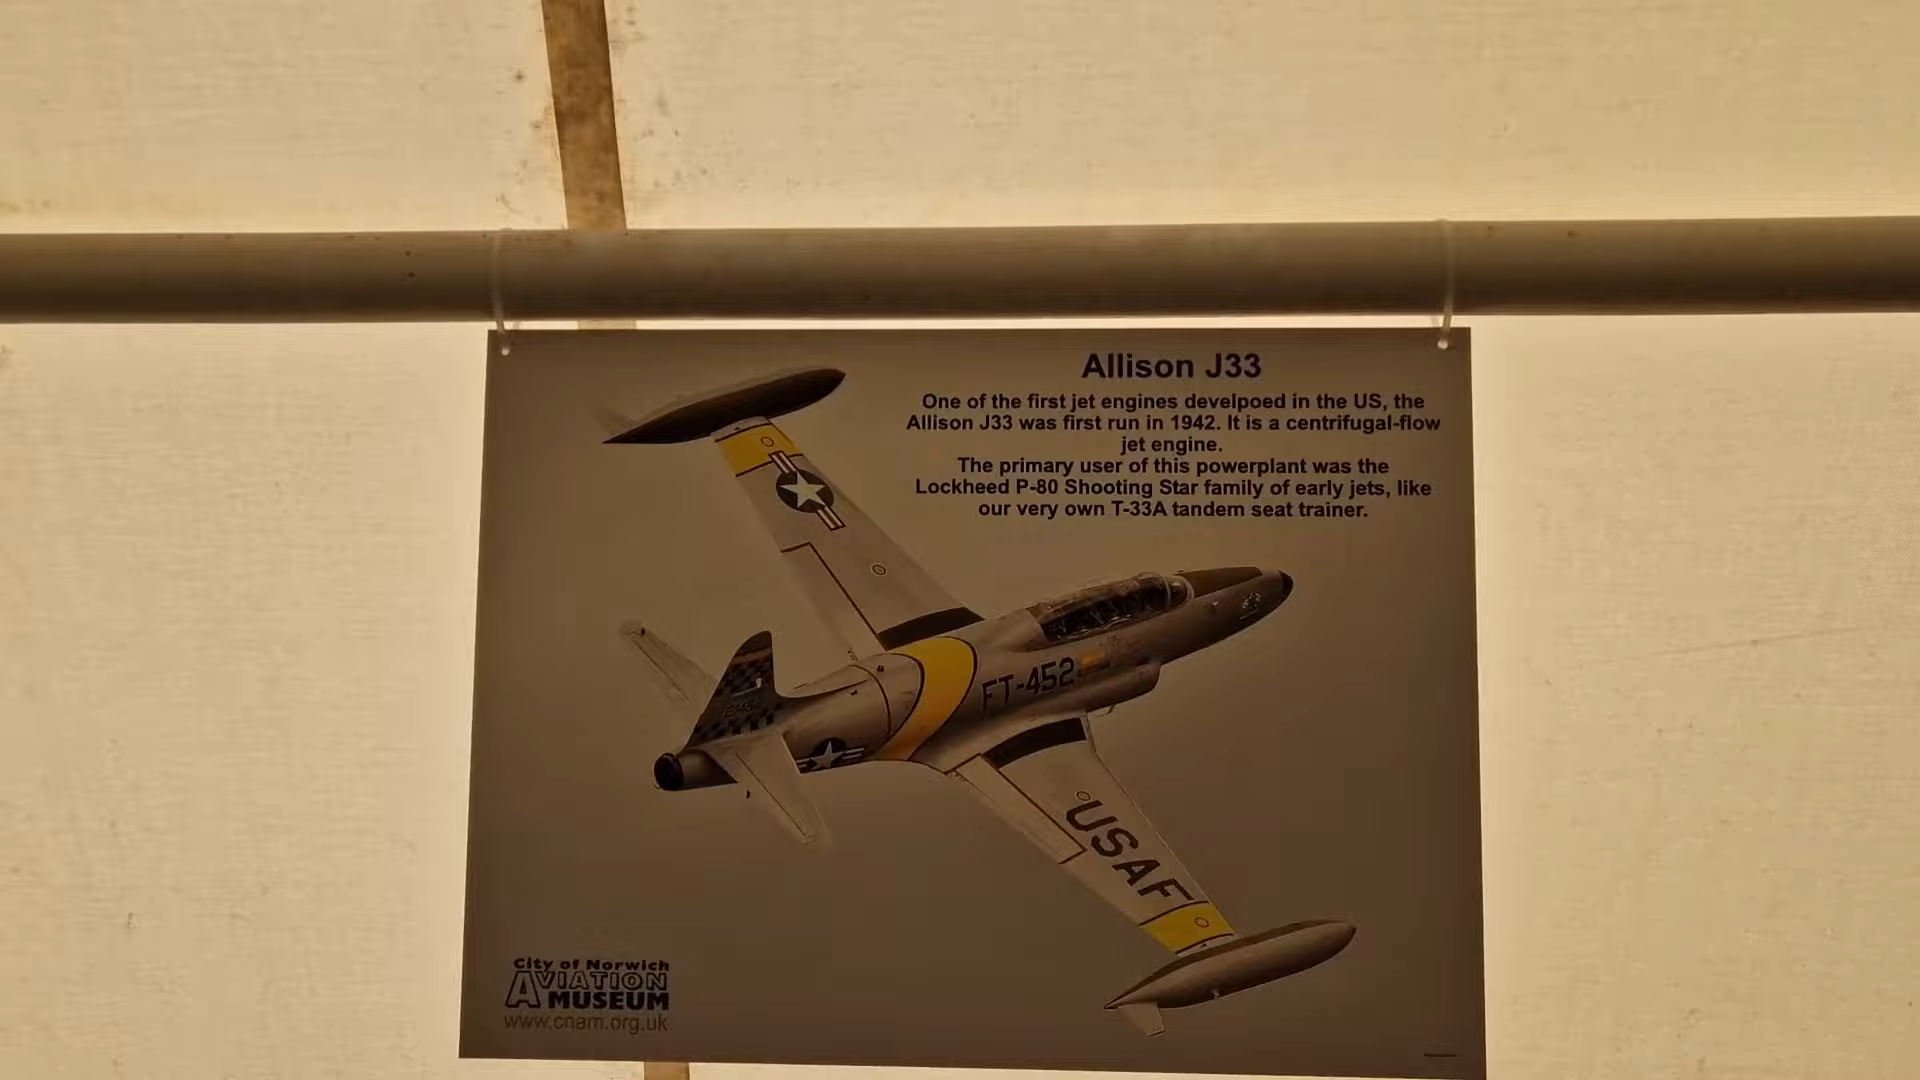 Allison J33
One of the first jet engines develpoed in the US, the
Allison J33 was first run in 1942. It is a centrifugal-flow
jet engine.
The primary user of this powerplant was the
Lockheed P-80 Shooting Star family of early jets, like
our very own T-33A tandem seat trainer.
FT-452
USAF
City of Norwich
AVIATION
MUSEUM
www.cnam.org.uk